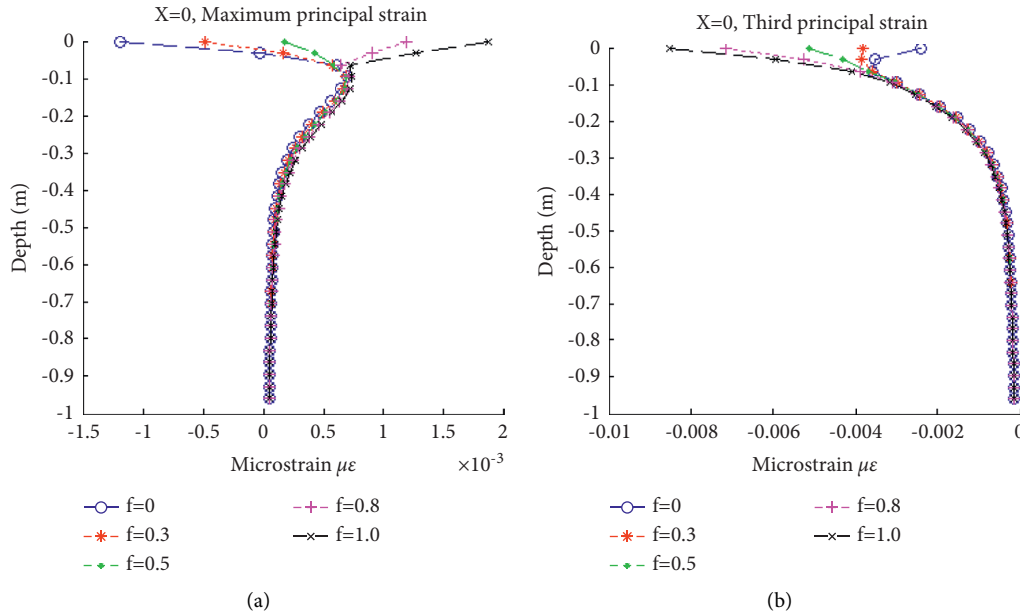 X=0, Maximum principal strain
0
-0.1
-0.2
-0.3
-0.4
-0.5
-0.6
-0.7
-0.8
-0.9
-1
Depth (m)
-1.5 -1 -0.5 0 0.5 1 1.5 2
Microstrain με ×10⁻³
f=0
f=0.3
f=0.5
f=0.8
f=1.0
(a)
X=0, Third principal strain
0
-0.1
-0.2
-0.3
-0.4
-0.5
-0.6
-0.7
-0.8
-0.9
-1
Depth (m)
-0.01 -0.008 -0.006 -0.004 -0.002 0
Microstrain με
f=0
f=0.3
f=0.5
f=0.8
f=1.0
(b)